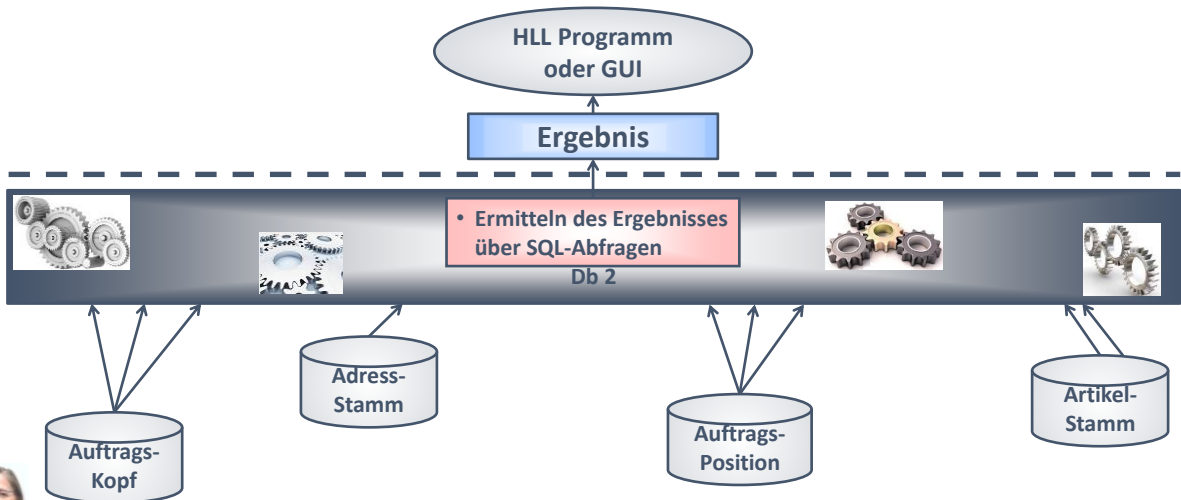 HLL Programm
oder GUI
Ergebnis
• Ermitteln des Ergebnisses
über SQL-Abfragen
Db 2
Adress-
Stamm
Artikel-
Stamm
Auftrags-
Position
Auftrags-
Kopf